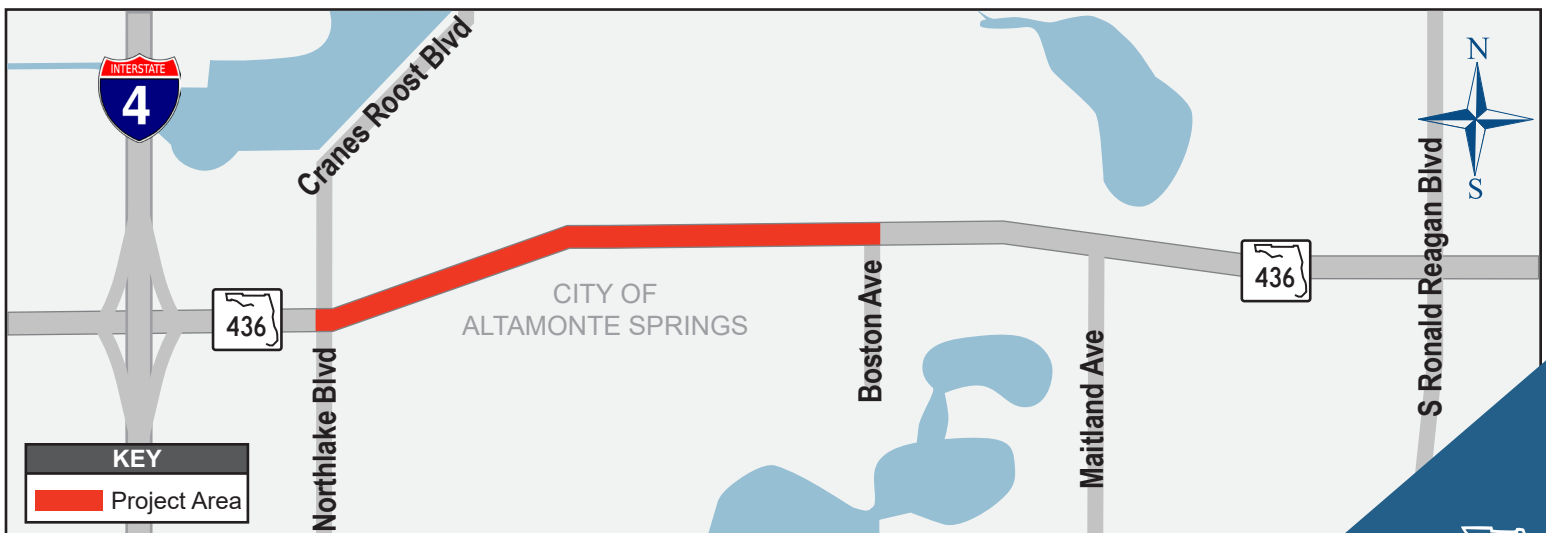 INTERSTATE
4
Cranes Roost Blvd
N
S
S Ronald Reagan Blvd
436
CITY OF
ALTAMONTE SPRINGS
Boston Ave
436
Northlake Blvd
Maitland Ave
KEY
Project Area